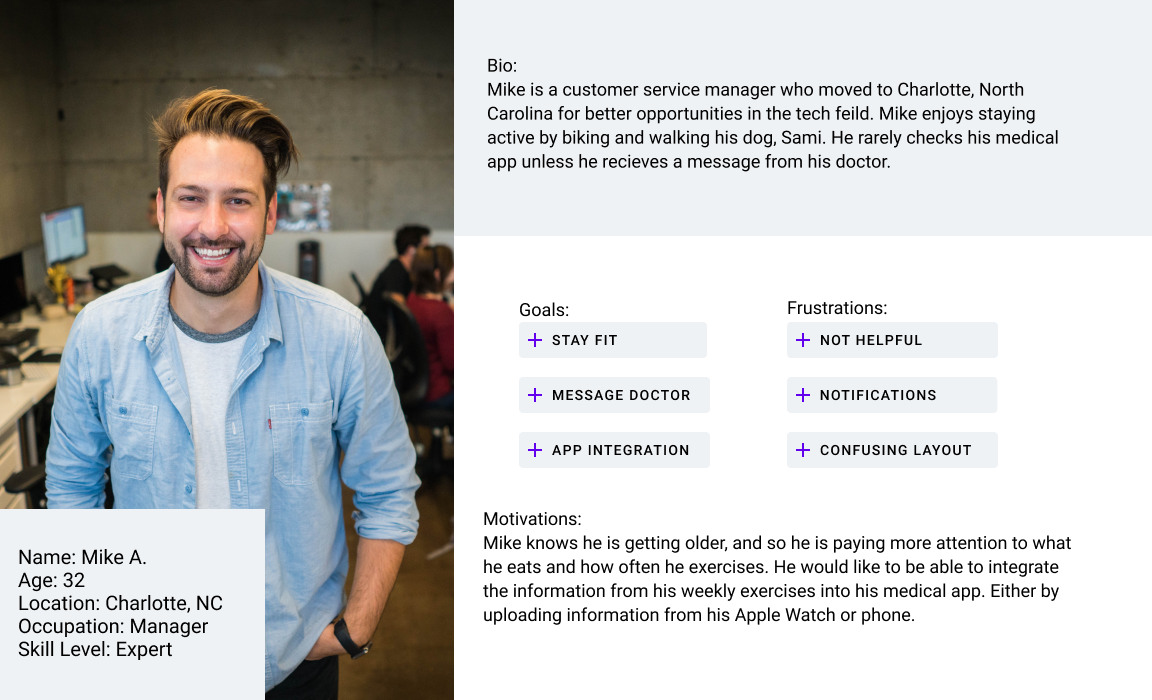 Bio:
Mike is a customer service manager who moved to Charlotte, North
Carolina for better opportunities in the tech feild. Mike enjoys staying
active by biking and walking his dog, Sami. He rarely checks his medical
app unless he recieves a message from his doctor.
Goals:
+ STAY FIT
+ MESSAGE DOCTOR
+ APP INTEGRATION
Frustrations:
+ NOT HELPFUL
+ NOTIFICATIONS
+ CONFUSING LAYOUT
Motivations:
Mike knows he is getting older, and so he is paying more attention to what
he eats and how often he exercises. He would like to be able to integrate
the information from his weekly exercises into his medical app. Either by
uploading information from his Apple Watch or phone.
Name: Mike A.
Age: 32
Location: Charlotte, NC
Occupation: Manager
Skill Level: Expert